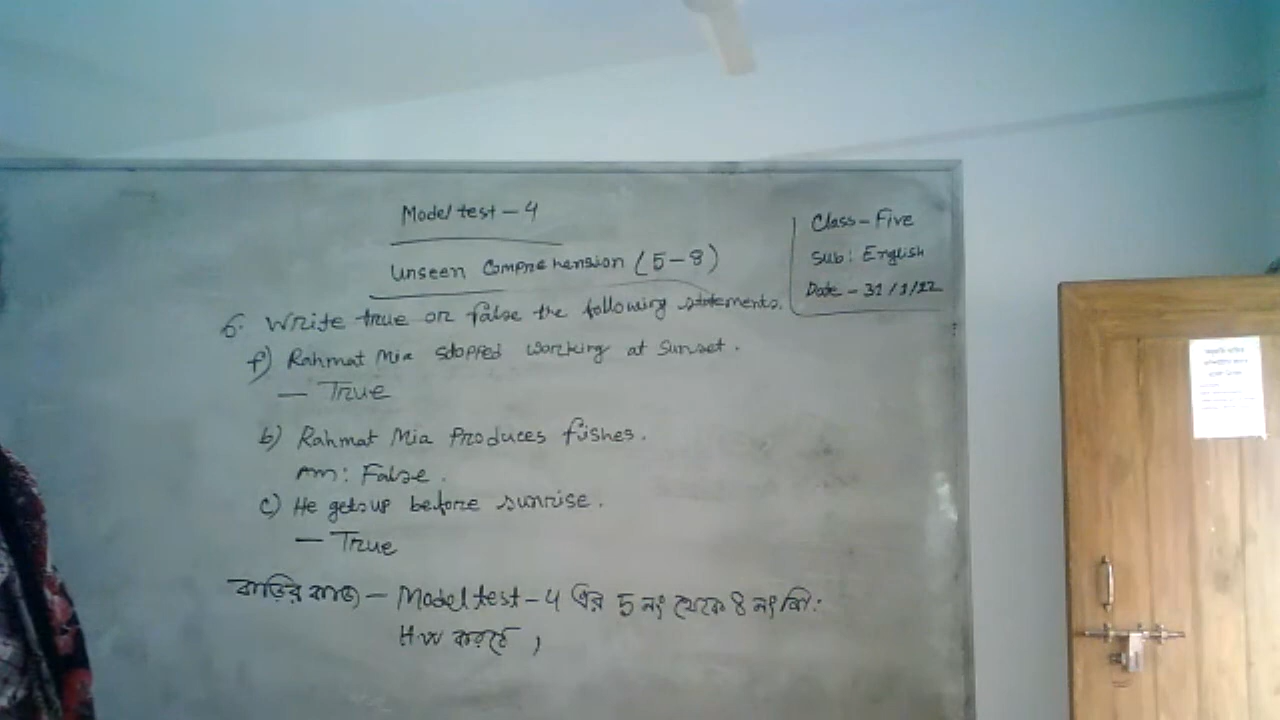 Model test - 4
Unseen Comprehension (5-8)
Class - Five
Sub: English
Date - 31/1/22
6. Write true or false the following statements.
f) Rahmat Mia stopped working at Sunset.
— True
b) Rahmat Mia Produces fishes.
Ans: False.
c) He gets up before sunrise.
— True
বাড়ির কাজ - Model test - 4 এর 5 নং থেকে 8 নং
H.W